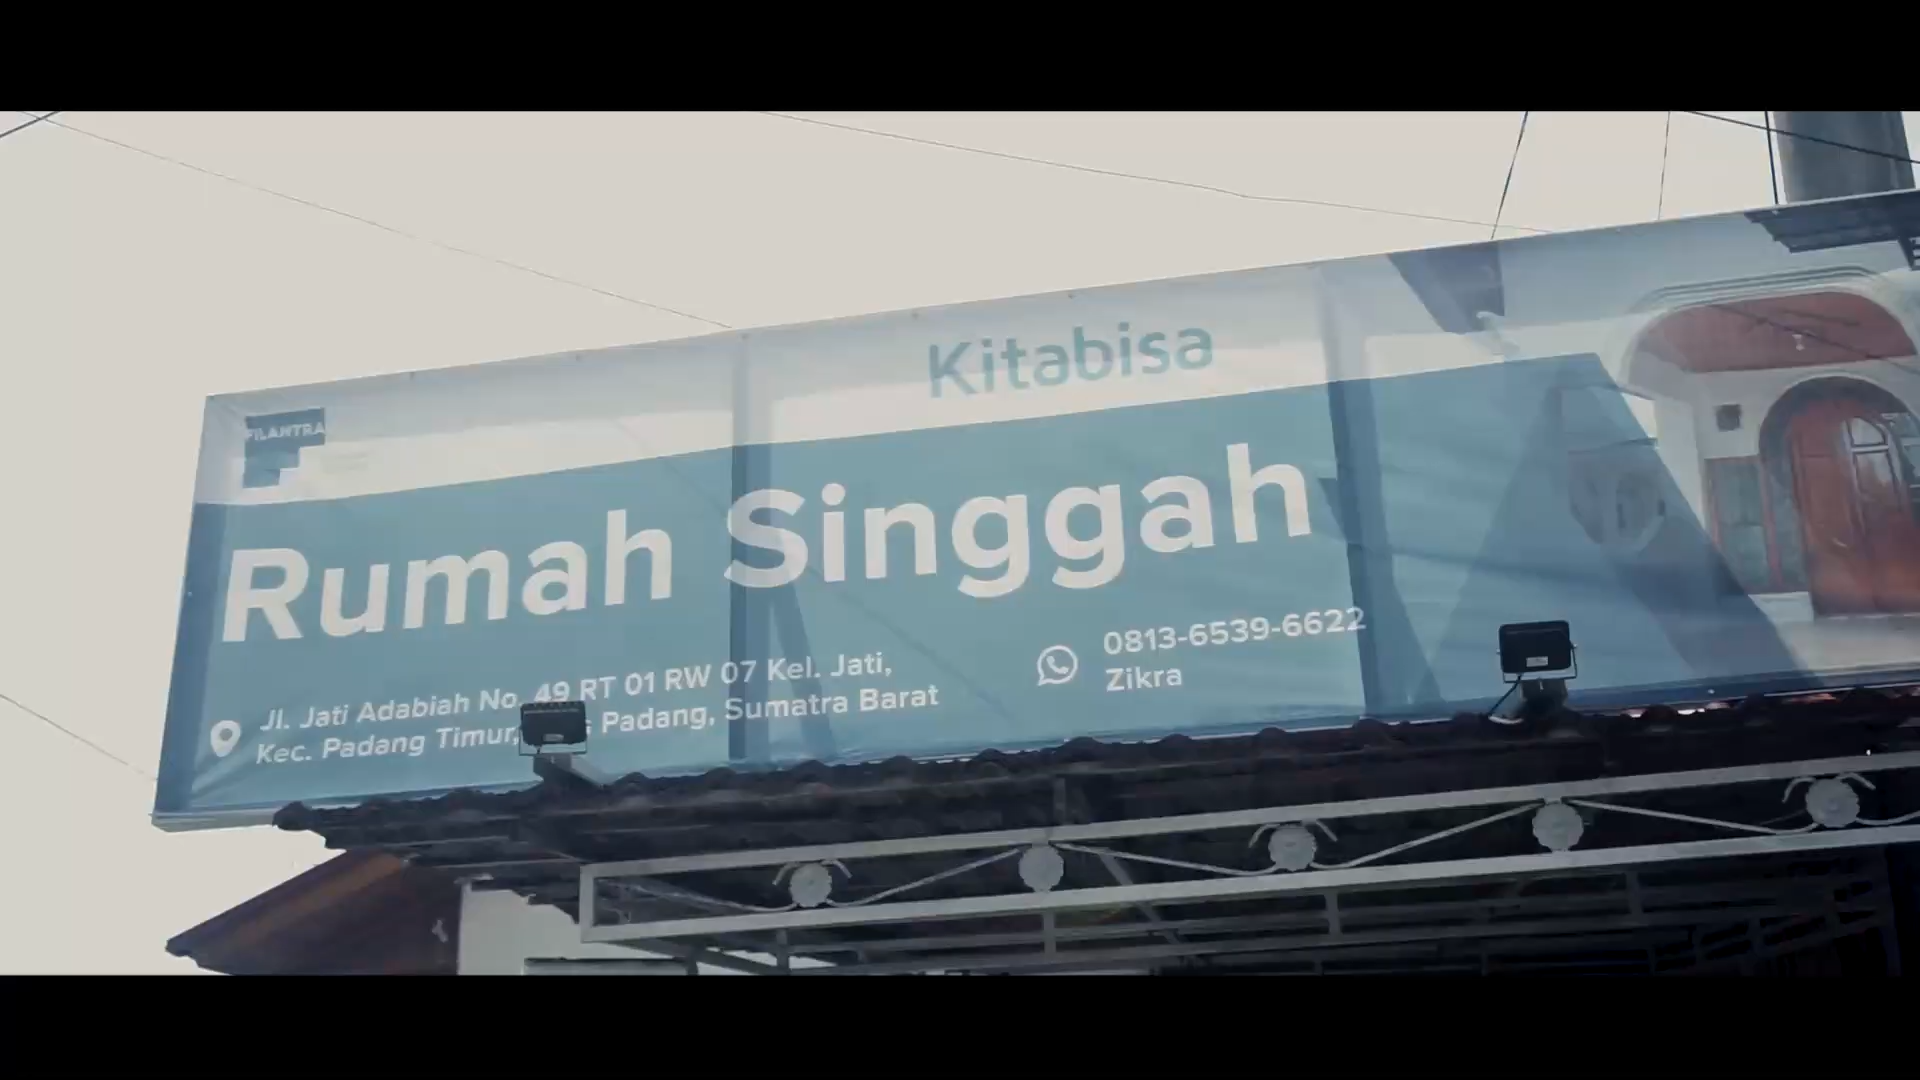 FILANTRA
Kitabisa
Rumah Singgah
Jl. Jati Adabiah No. 49 RT 01 RW 07 Kel. Jati,
Kec. Padang Timur, Padang, Sumatra Barat
0813-6539-6622
Zikra